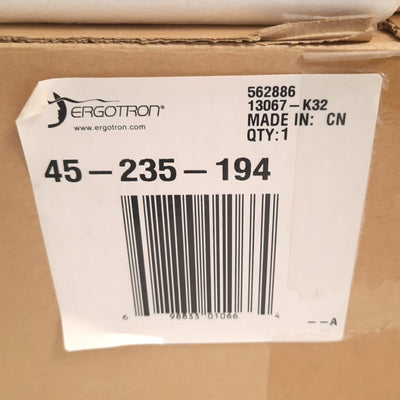 ERGOTRON®
www.ergotron.com
562886
13067-K32
MADE IN: CN
QTY:1
45-235-194
6 98833 01066 4
--A